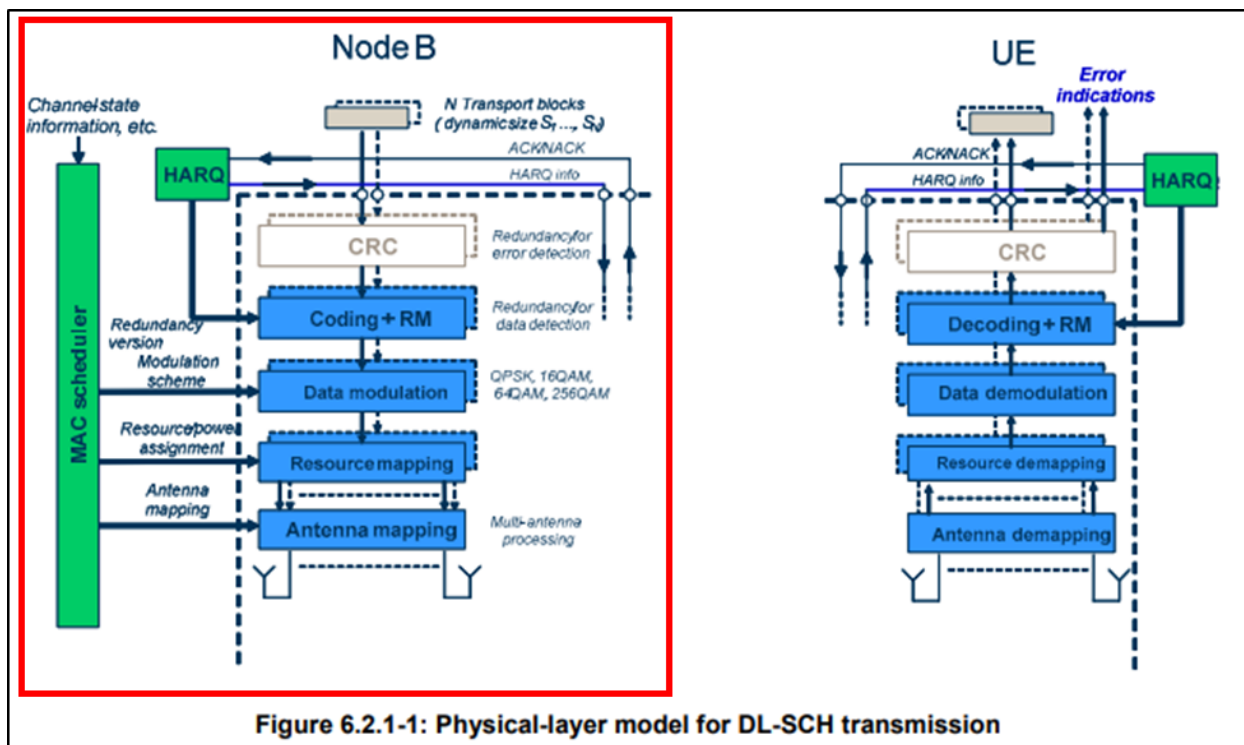 Node B
Channel-state
information, etc.
N Transport blocks
(dynamic size S1 ..., SN)
ACK/NACK
HARQ
HARQ info
CRC
Redundancy for
error detection
Coding + RM
Redundancy for
data detection
Redundancy
version
Modulation
scheme
MAC scheduler
Data modulation
QPSK, 16QAM,
64QAM, 256QAM
Resource/power
assignment
Resource mapping
Antenna
mapping
Antenna mapping
Multi-antenna
processing
UE
Error
indications
ACK/NACK
HARQ info
HARQ
CRC
Decoding + RM
Data demodulation
Resource demapping
Antenna demapping
Figure 6.2.1-1: Physical-layer model for DL-SCH transmission